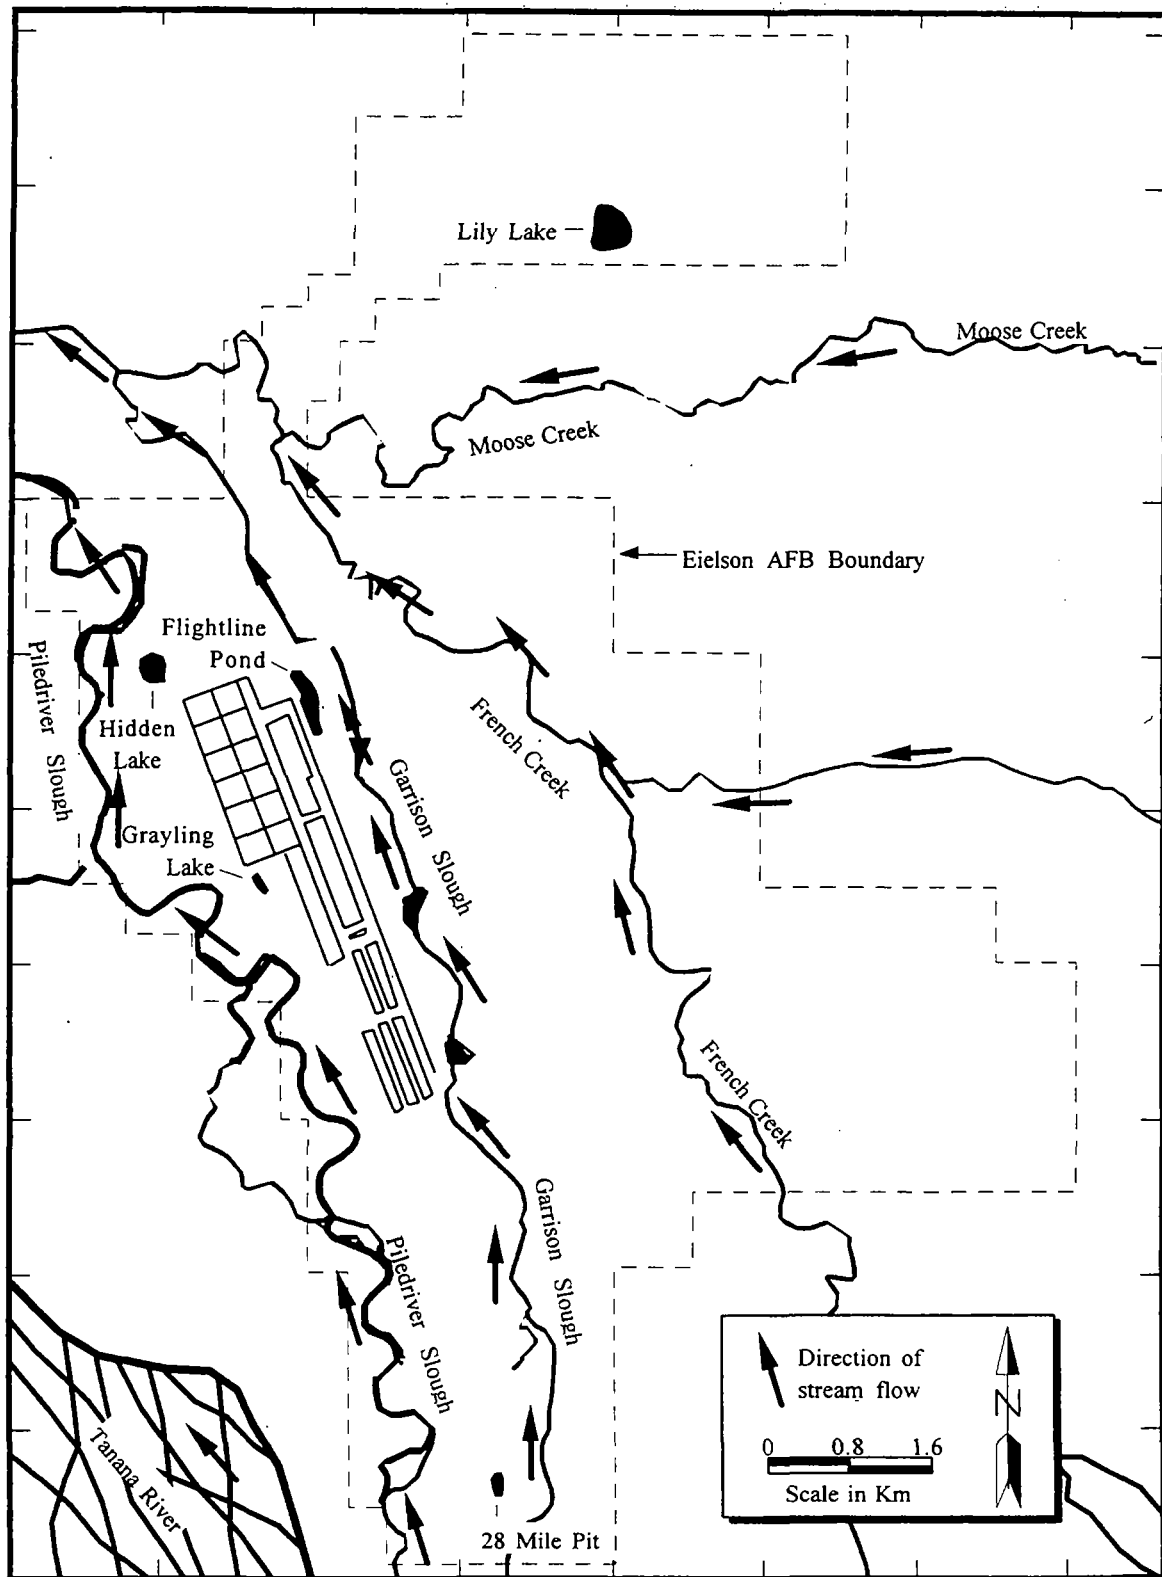 Lily Lake
Moose Creek
Moose Creek
Eielson AFB Boundary
Flightline
Pond
Piledriver Slough
Hidden
Lake
French Creek
Garrison Slough
Grayling
Lake
French Creek
Garrison Slough
Piledriver Slough
Tanana River
28 Mile Pit
Direction of
stream flow
N
0 0.8 1.6
Scale in Km